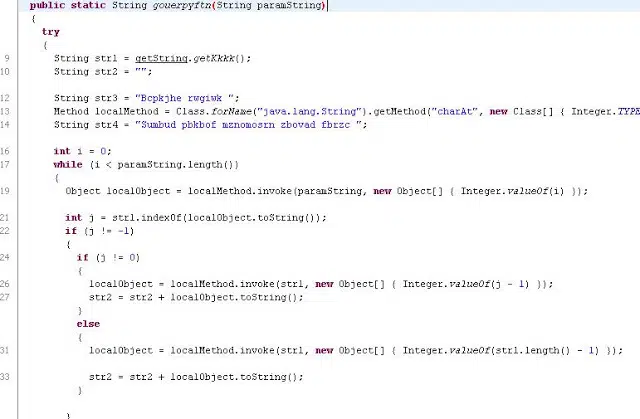 public static String gouerpyftn(String paramString)
{
try
{
9 String str1 = getString.getKkkk();
10 String str2 = "";
12 String str3 = "Bcpkjhe rwgiwk ";
13 Method localMethod = Class.forName("java.lang.String").getMethod("charAt", new Class[] { Integer.TYPE
14 String str4 = "Sumbud pbkbof mznomosrn zbovad fbrzc ";
16 int i = 0;
17 while (i < paramString.length())
{
19 Object localObject = localMethod.invoke(paramString, new Object[] { Integer.valueOf(i) });
21 int j = str1.indexOf(localObject.toString());
22 if (j != -1)
{
24 if (j != 0)
{
26 localObject = localMethod.invoke(str1, new Object[] { Integer.valueOf(j - 1) });
27 str2 = str2 + localObject.toString();
}
else
{
31 localObject = localMethod.invoke(str1, new Object[] { Integer.valueOf(str1.length() - 1) });
33 str2 = str2 + localObject.toString();
}
}